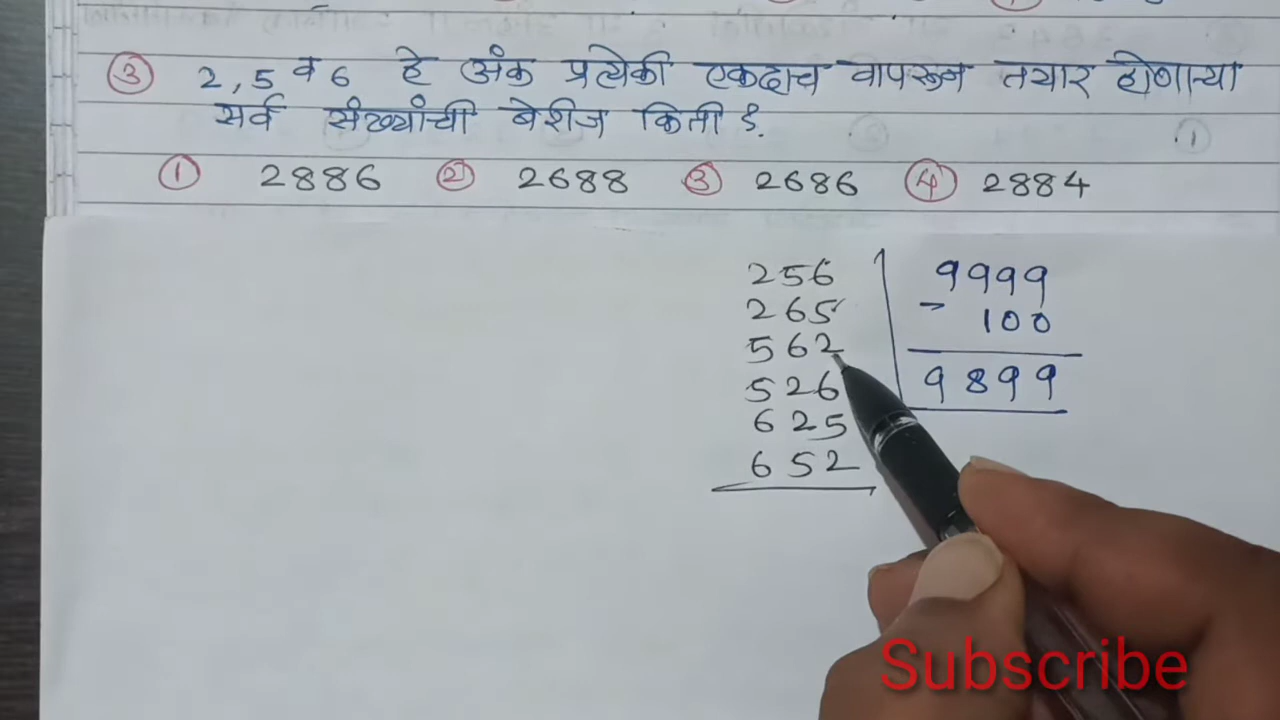 ③ 2, 5 व 6 हे अंक प्रत्येकी एकदाच वापरून तयार होणाऱ्या
सर्व संख्यांची बेरीज किती ?
① 2886 ② 2688 ③ 2686 ④ 2884
256
265
562
526
625
652
9999
- 100
9899
Subscribe